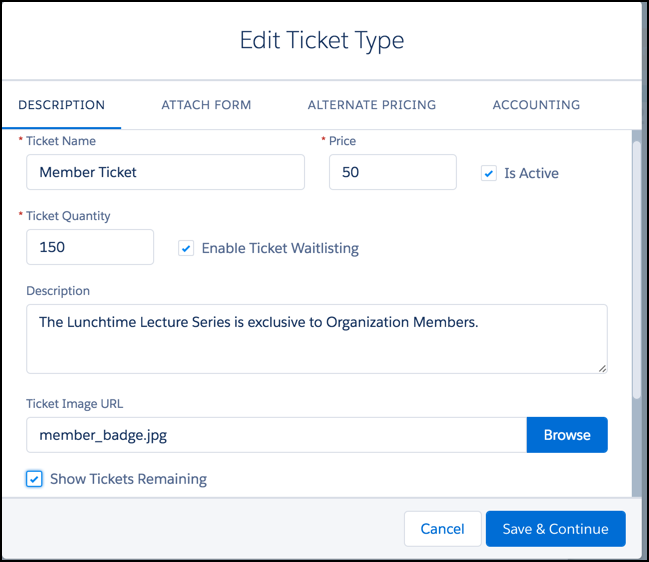 Edit Ticket Type
DESCRIPTION ATTACH FORM ALTERNATE PRICING ACCOUNTING
* Ticket Name * Price
Member Ticket 50 Is Active
* Ticket Quantity
150 Enable Ticket Waitlisting
Description
The Lunchtime Lecture Series is exclusive to Organization Members.
Ticket Image URL
member_badge.jpg Browse
Show Tickets Remaining
Cancel Save & Continue